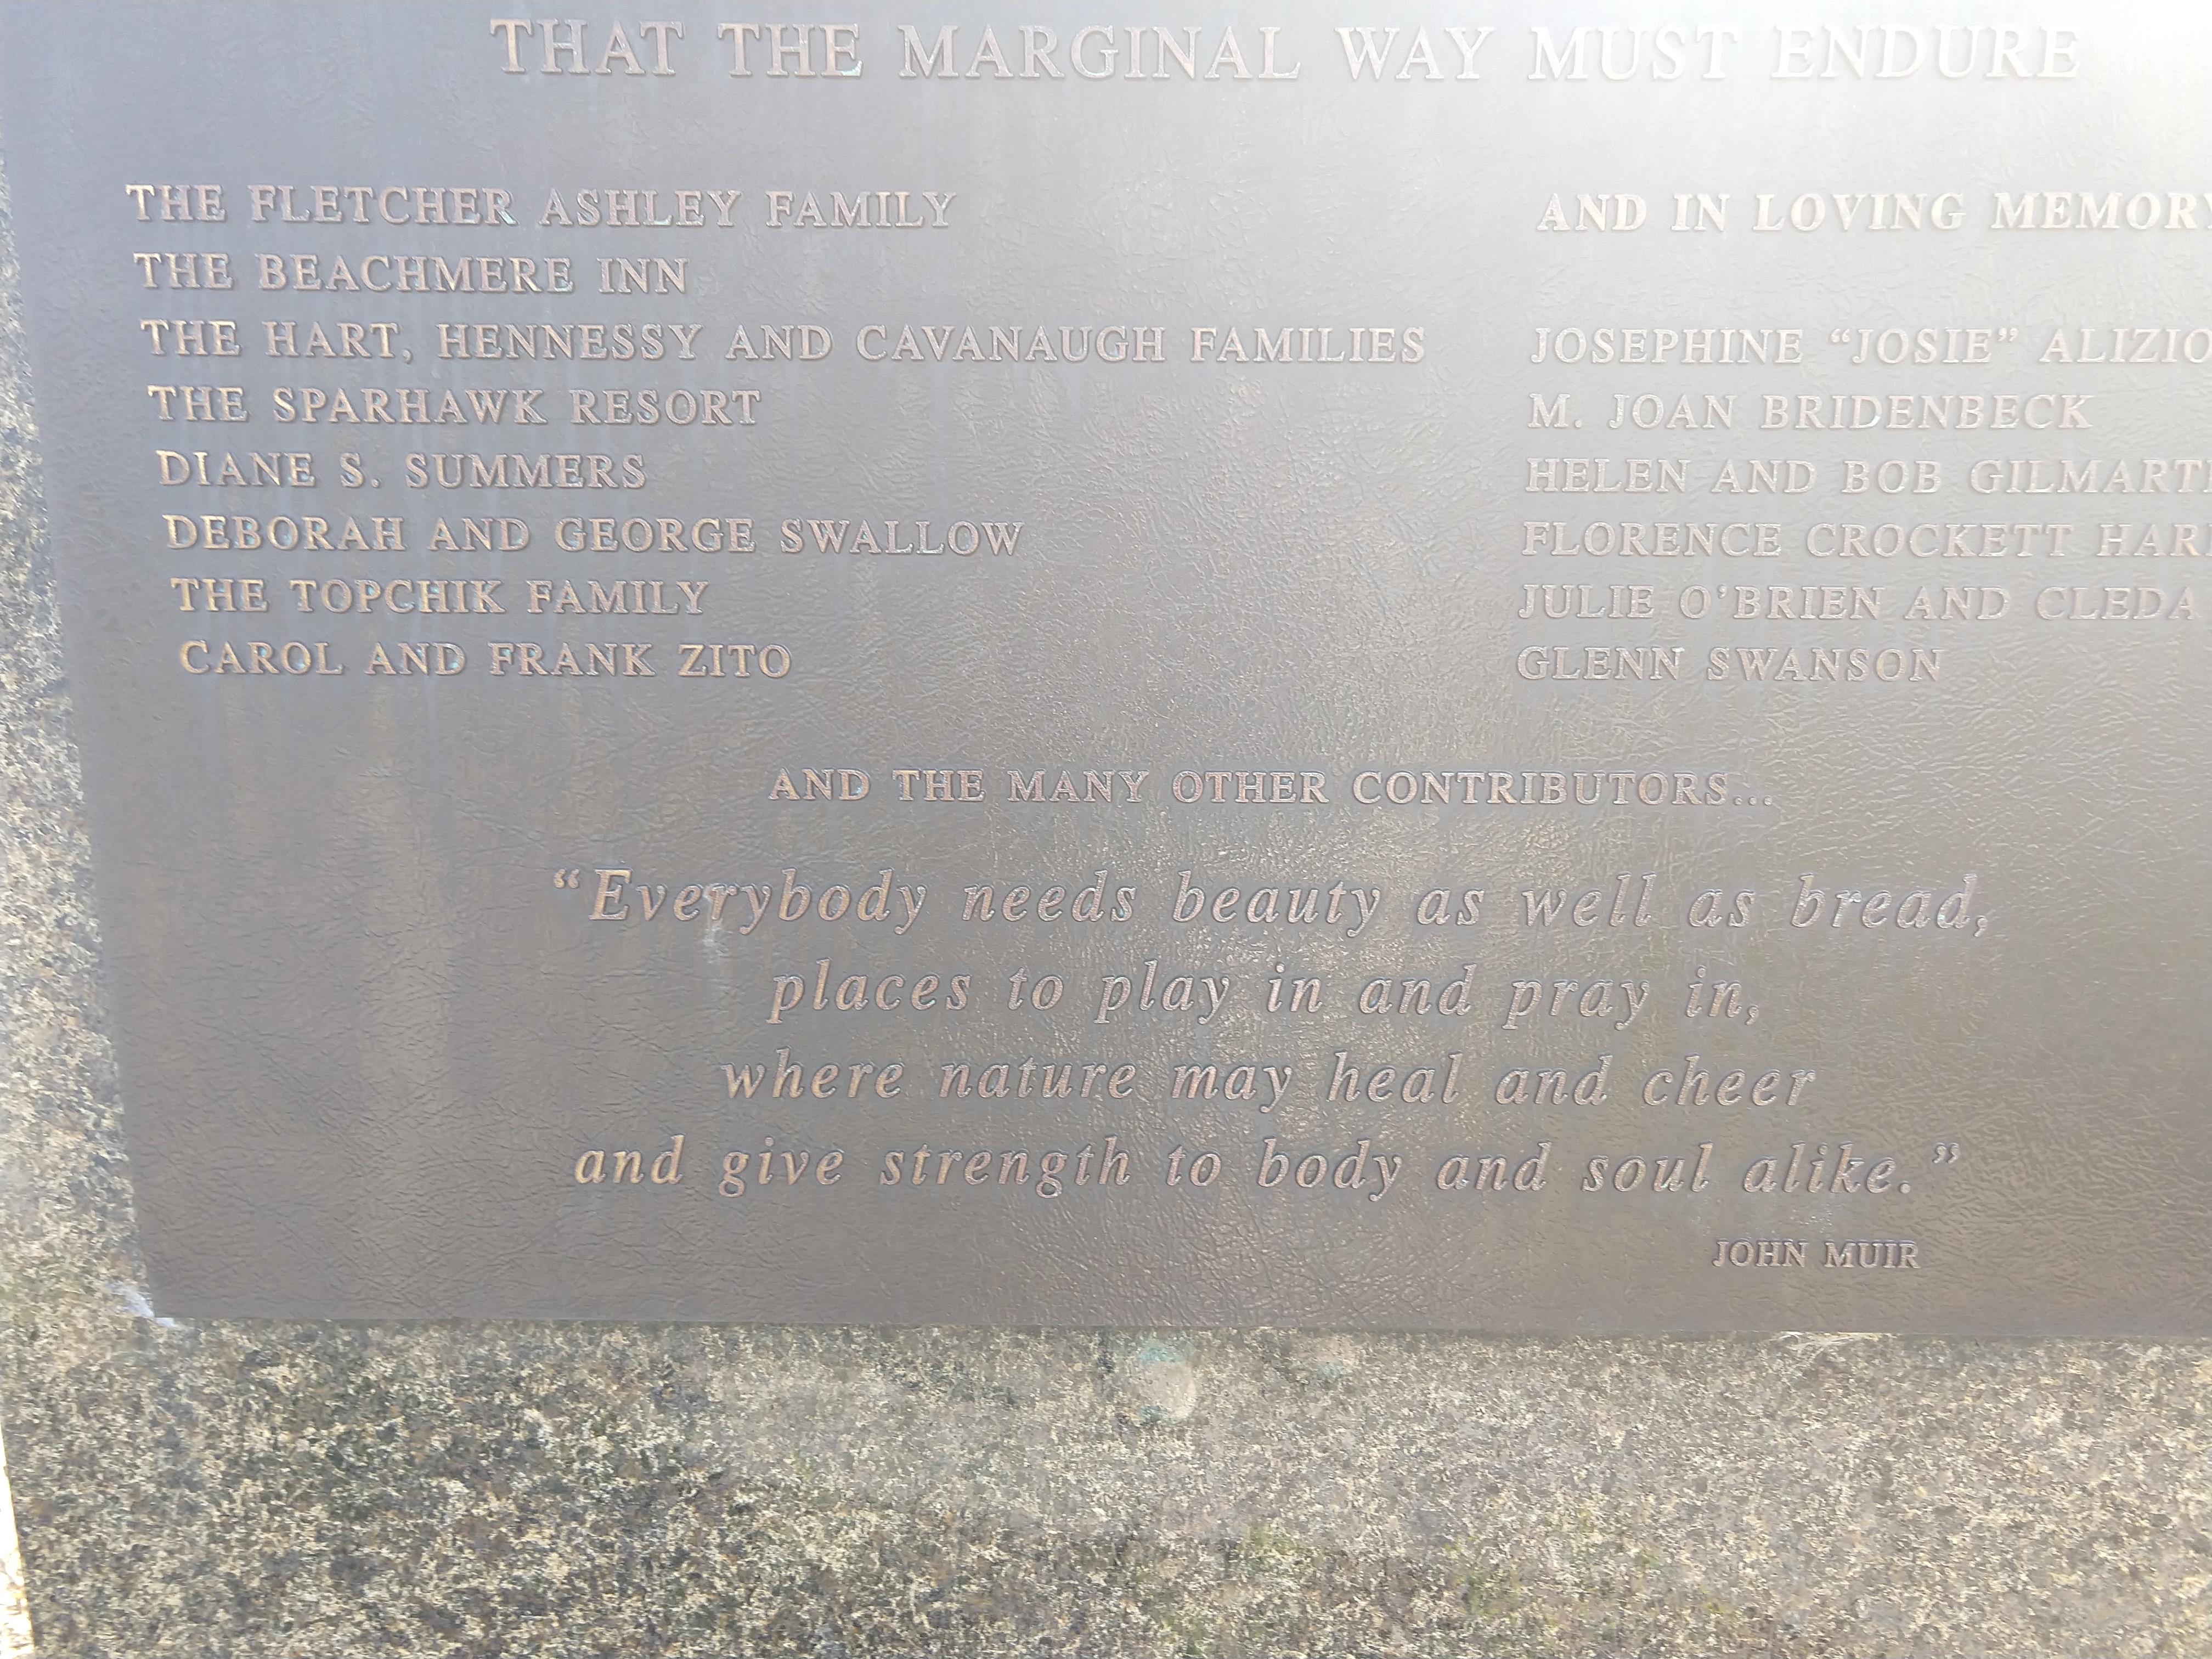 THAT THE MARGINAL WAY MUST ENDURE
THE FLETCHER ASHLEY FAMILY
THE BEACHMERE INN
THE HART, HENNESSY AND CAVANAUGH FAMILIES
THE SPARHAWK RESORT
DIANE S. SUMMERS
DEBORAH AND GEORGE SWALLOW
THE TOPCHIK FAMILY
CAROL AND FRANK ZITO
AND IN LOVING
JOSEPHINE “JOSIE”
M. JOAN BRIDENBECK
HELEN AND BOB
FLORENCE CROCKETT
JULIE O’BRIEN AND CLEDA
GLENN SWANSON
AND THE MANY OTHER CONTRIBUTORS...
“Everybody needs beauty as well as bread,
places to play in and pray in,
where nature may heal and cheer
and give strength to body and soul alike.”
JOHN MUIR